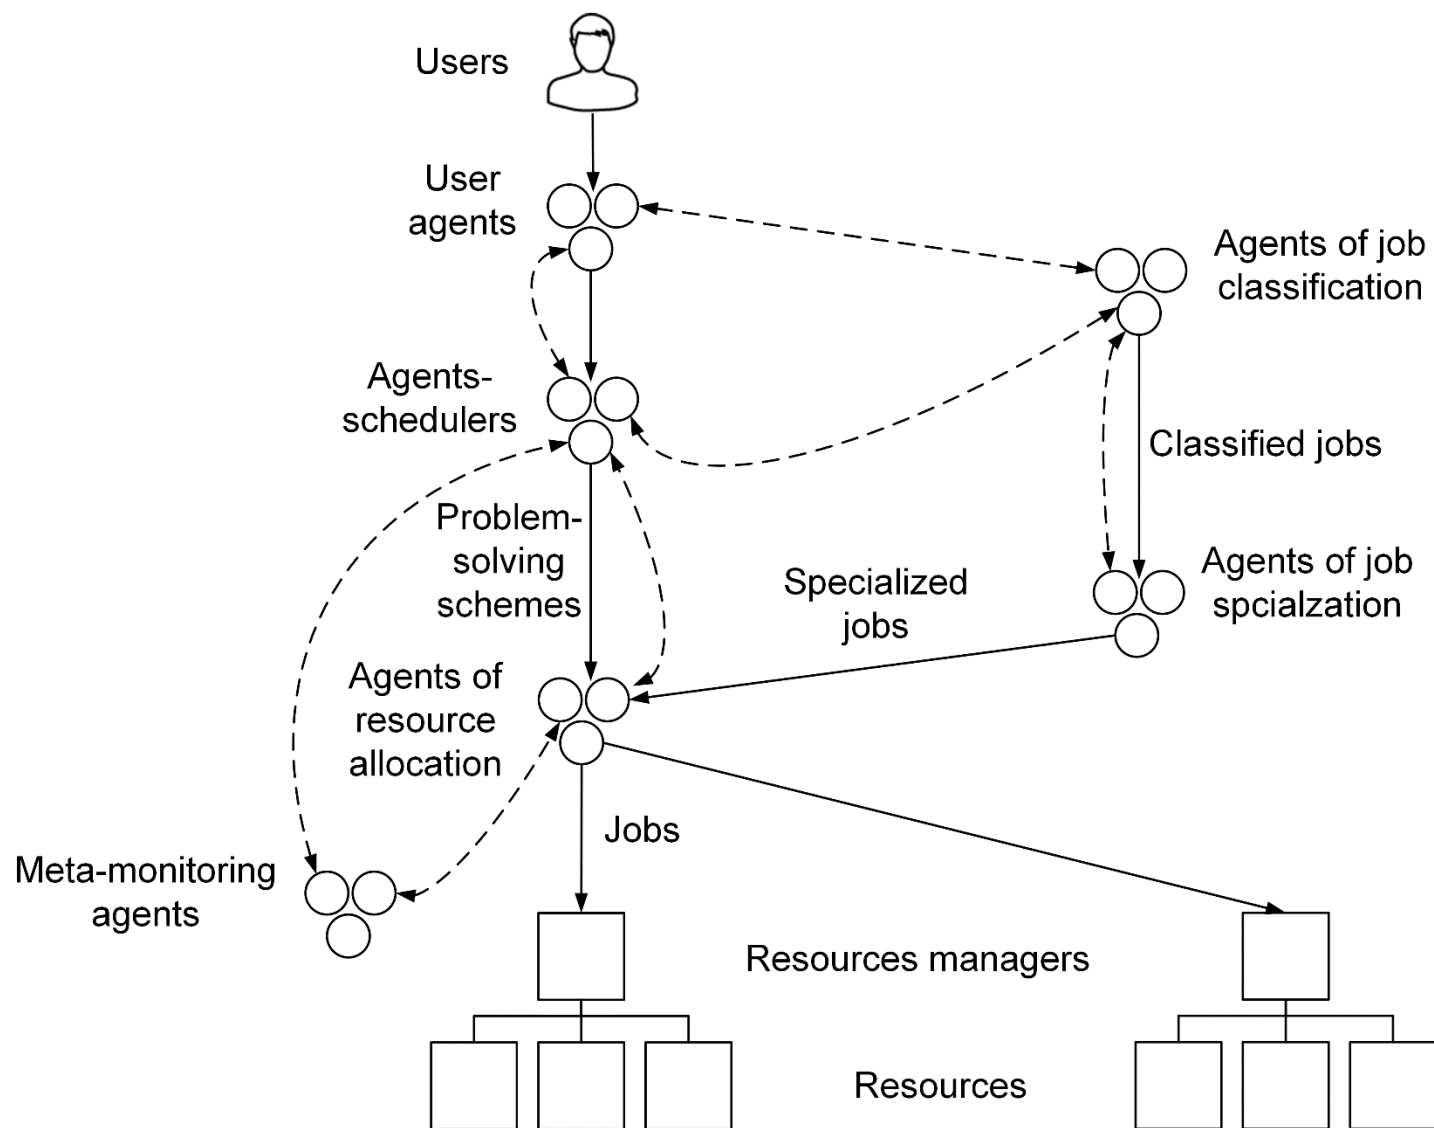 Users
User
agents
Agents of job
classification
Agents-
schedulers
Classified jobs
Problem-
solving
schemes
Specialized
jobs
Agents of job
spcialzation
Agents of
resource
allocation
Jobs
Meta-monitoring
agents
Resources managers
Resources